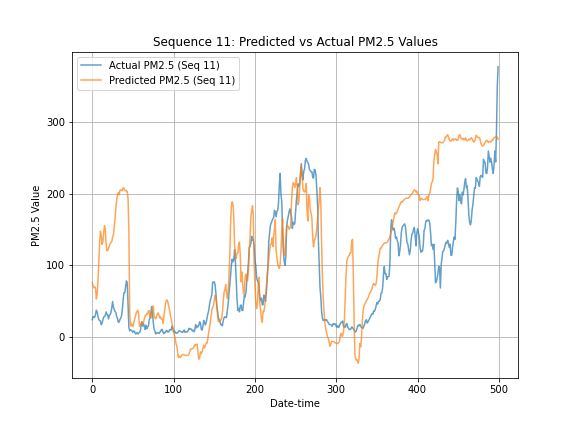 Sequence 11: Predicted vs Actual PM2.5 Values
Actual PM2.5 (Seq 11)
Predicted PM2.5 (Seq 11)
PM2.5 Value
300
200
100
0
0 100 200 300 400 500
Date-time